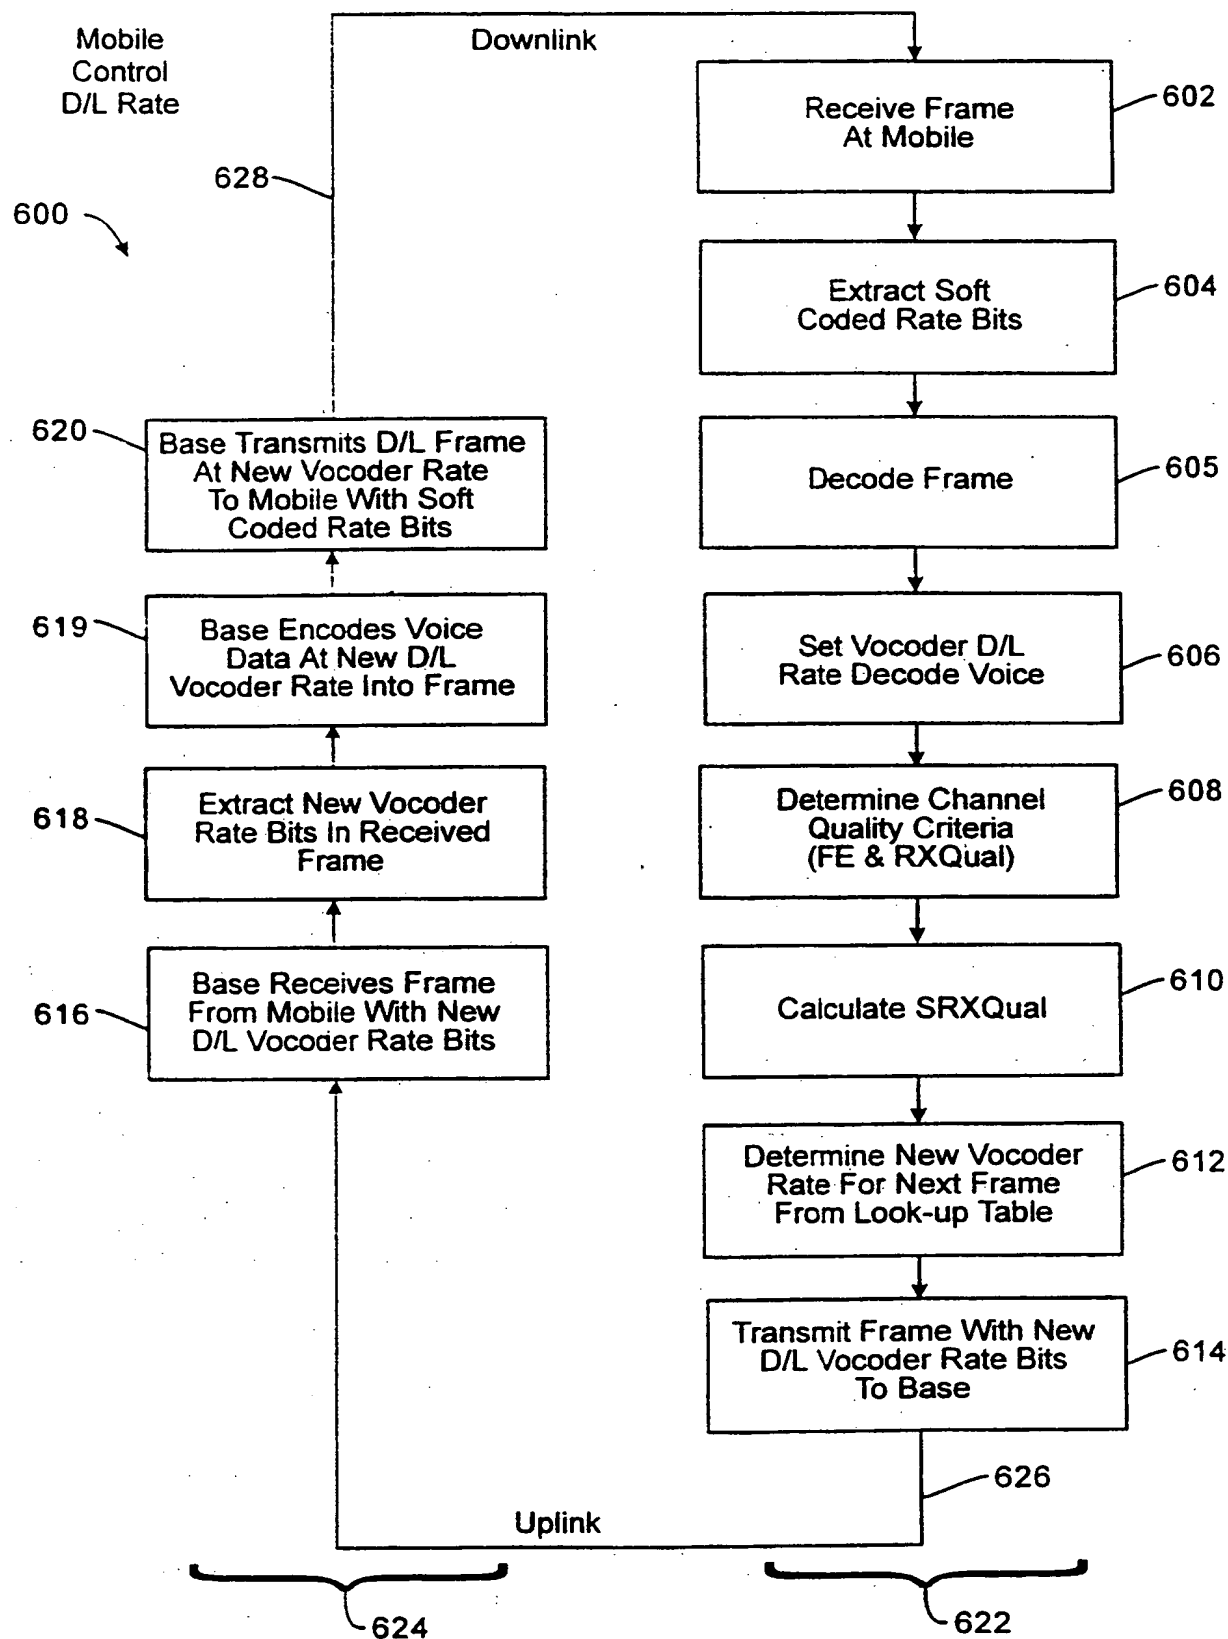 Mobile
Control
D/L Rate
600
Downlink
628
Receive Frame
At Mobile
602
Extract Soft
Coded Rate Bits
604
Decode Frame
605
Set Vocoder D/L
Rate Decode Voice
606
Determine Channel
Quality Criteria
(FE & RXQual)
608
Calculate SRXQual
610
Determine New Vocoder
Rate For Next Frame
From Look-up Table
612
Transmit Frame With New
D/L Vocoder Rate Bits
To Base
614
626
Uplink
620
Base Transmits D/L Frame
At New Vocoder Rate
To Mobile With Soft
Coded Rate Bits
619
Base Encodes Voice
Data At New D/L
Vocoder Rate Into Frame
618
Extract New Vocoder
Rate Bits In Received
Frame
616
Base Receives Frame
From Mobile With New
D/L Vocoder Rate Bits
624
622